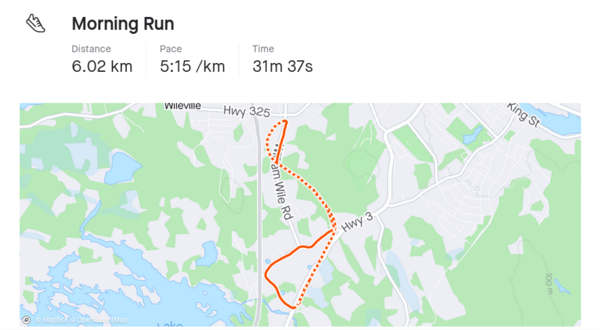 Morning Run
Distance
Pace
Time
6.02 km
5:15 /km
31m 37s
Wileville
Hwy 325
King St
am Wile Rd
Hwy 3
100 m
© Mapbox © OpenStreetMap
Lake